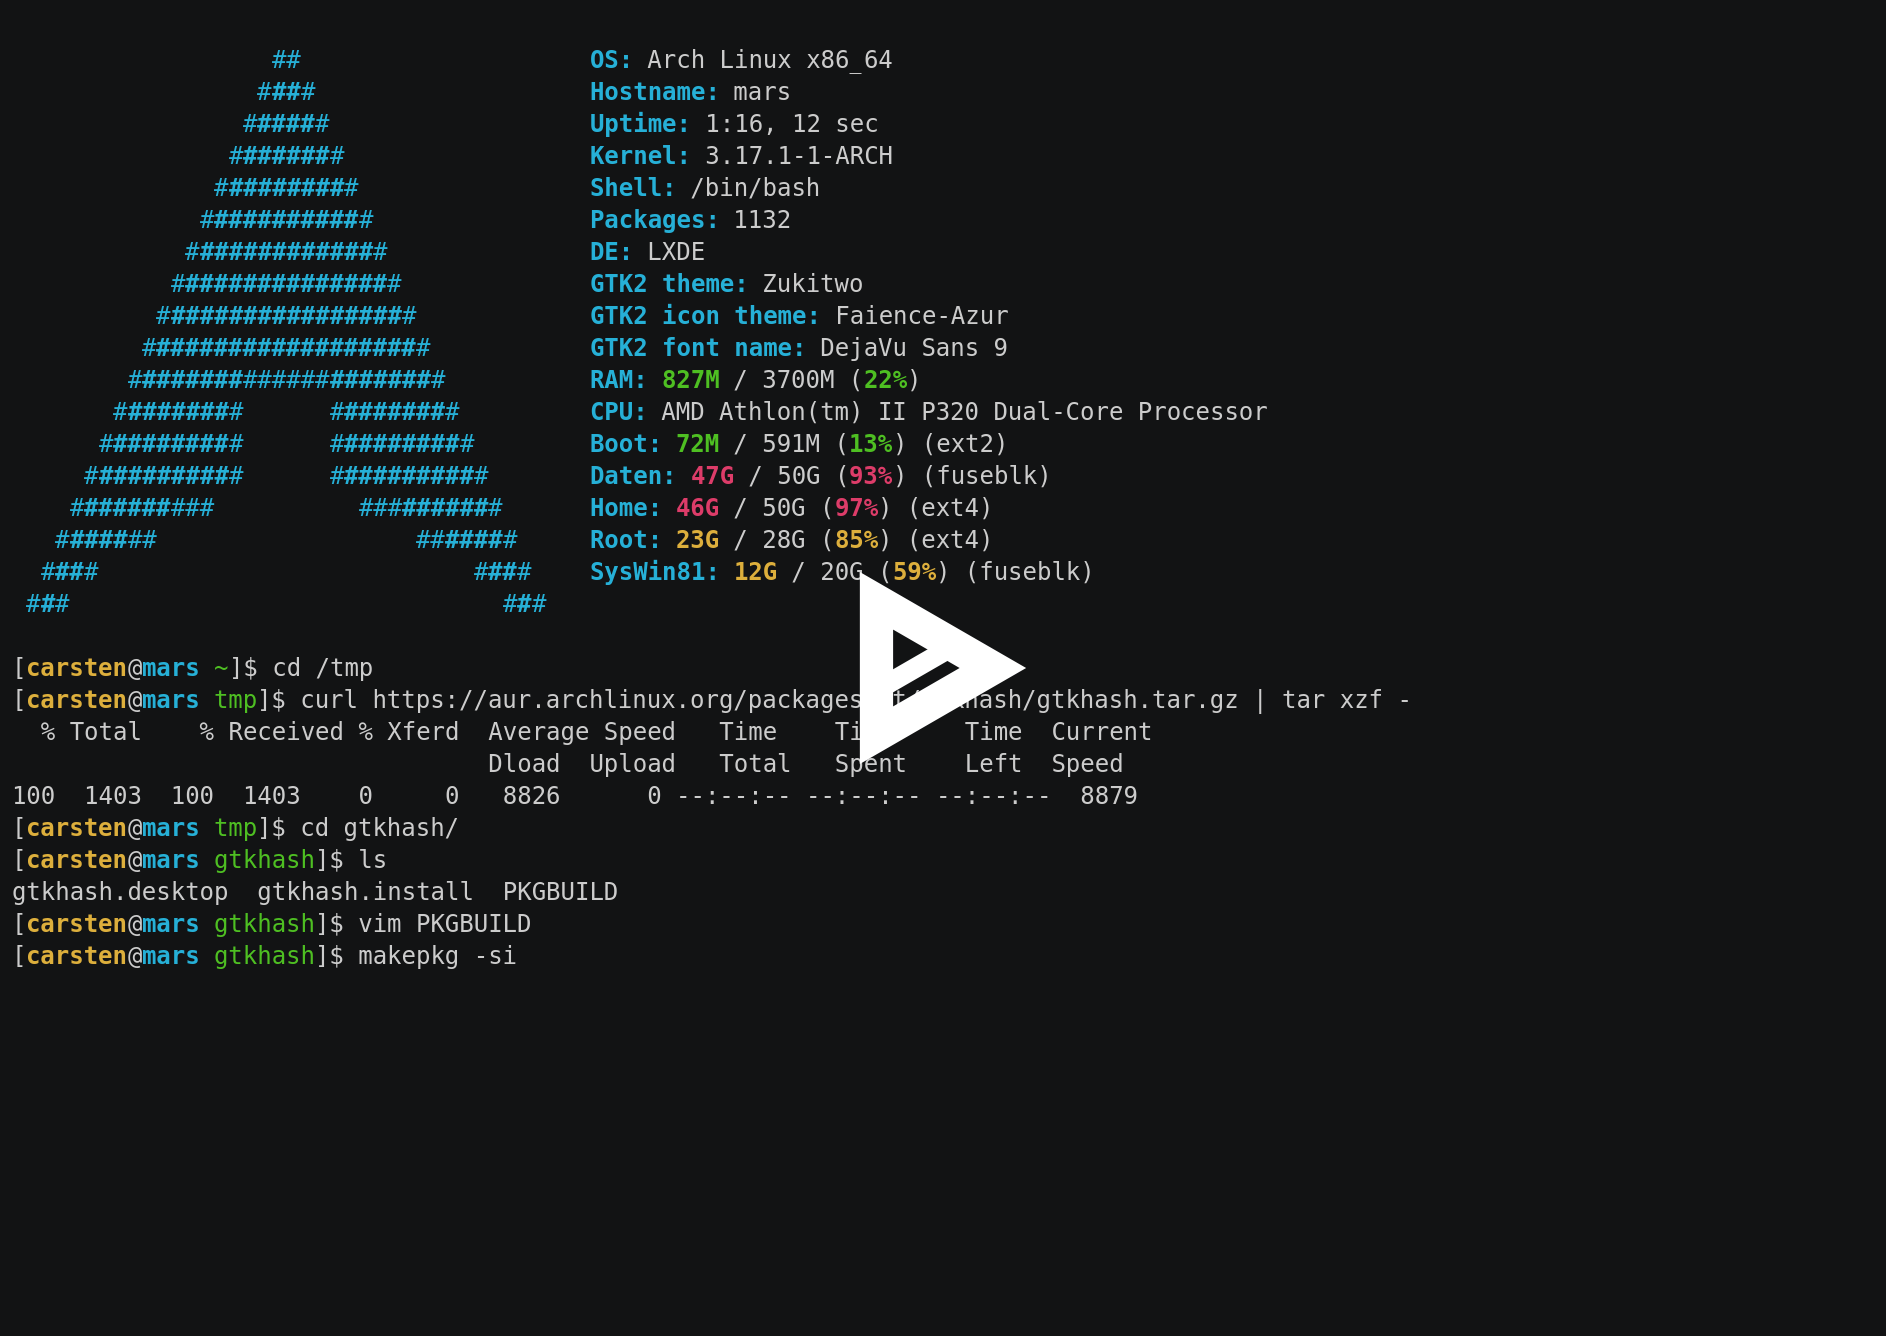 ##
####
######
########
##########
############
##############
################
##################
####################
######################
#########      #########
##########      ##########
###########      ###########
##########          ##########
#######                  #######
####                          ####
###                              ###
OS: Arch Linux x86_64
Hostname: mars
Uptime: 1:16, 12 sec
Kernel: 3.17.1-1-ARCH
Shell: /bin/bash
Packages: 1132
DE: LXDE
GTK2 theme: Zukitwo
GTK2 icon theme: Faience-Azur
GTK2 font name: DejaVu Sans 9
RAM: 827M / 3700M (22%)
CPU: AMD Athlon(tm) II P320 Dual-Core Processor
Boot: 72M / 591M (13%) (ext2)
Daten: 47G / 50G (93%) (fuseblk)
Home: 46G / 50G (97%) (ext4)
Root: 23G / 28G (85%) (ext4)
SysWin81: 12G / 20G (59%) (fuseblk)
[carsten@mars ~]$ cd /tmp
[carsten@mars tmp]$ curl https://aur.archlinux.org/packages hash/gtkhash.tar.gz | tar xzf -
% Total    % Received % Xferd  Average Speed   Time    Time  Current
Dload  Upload   Total   Spent    Left  Speed
100  1403  100  1403    0     0   8826      0 --:--:-- --:--:-- --:--:--  8879
[carsten@mars tmp]$ cd gtkhash/
[carsten@mars gtkhash]$ ls
gtkhash.desktop  gtkhash.install  PKGBUILD
[carsten@mars gtkhash]$ vim PKGBUILD
[carsten@mars gtkhash]$ makepkg -si